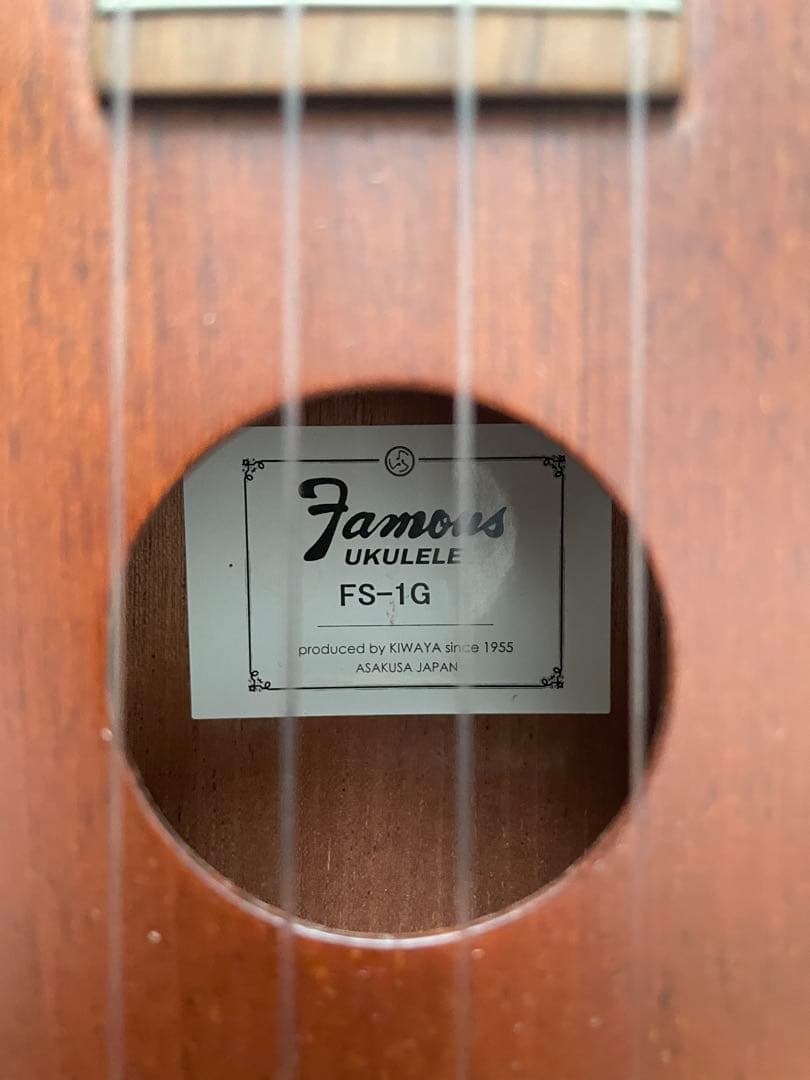 Famous
UKULELE
FS-1G
produced by KIWAYA since 1955
ASAKUSA JAPAN